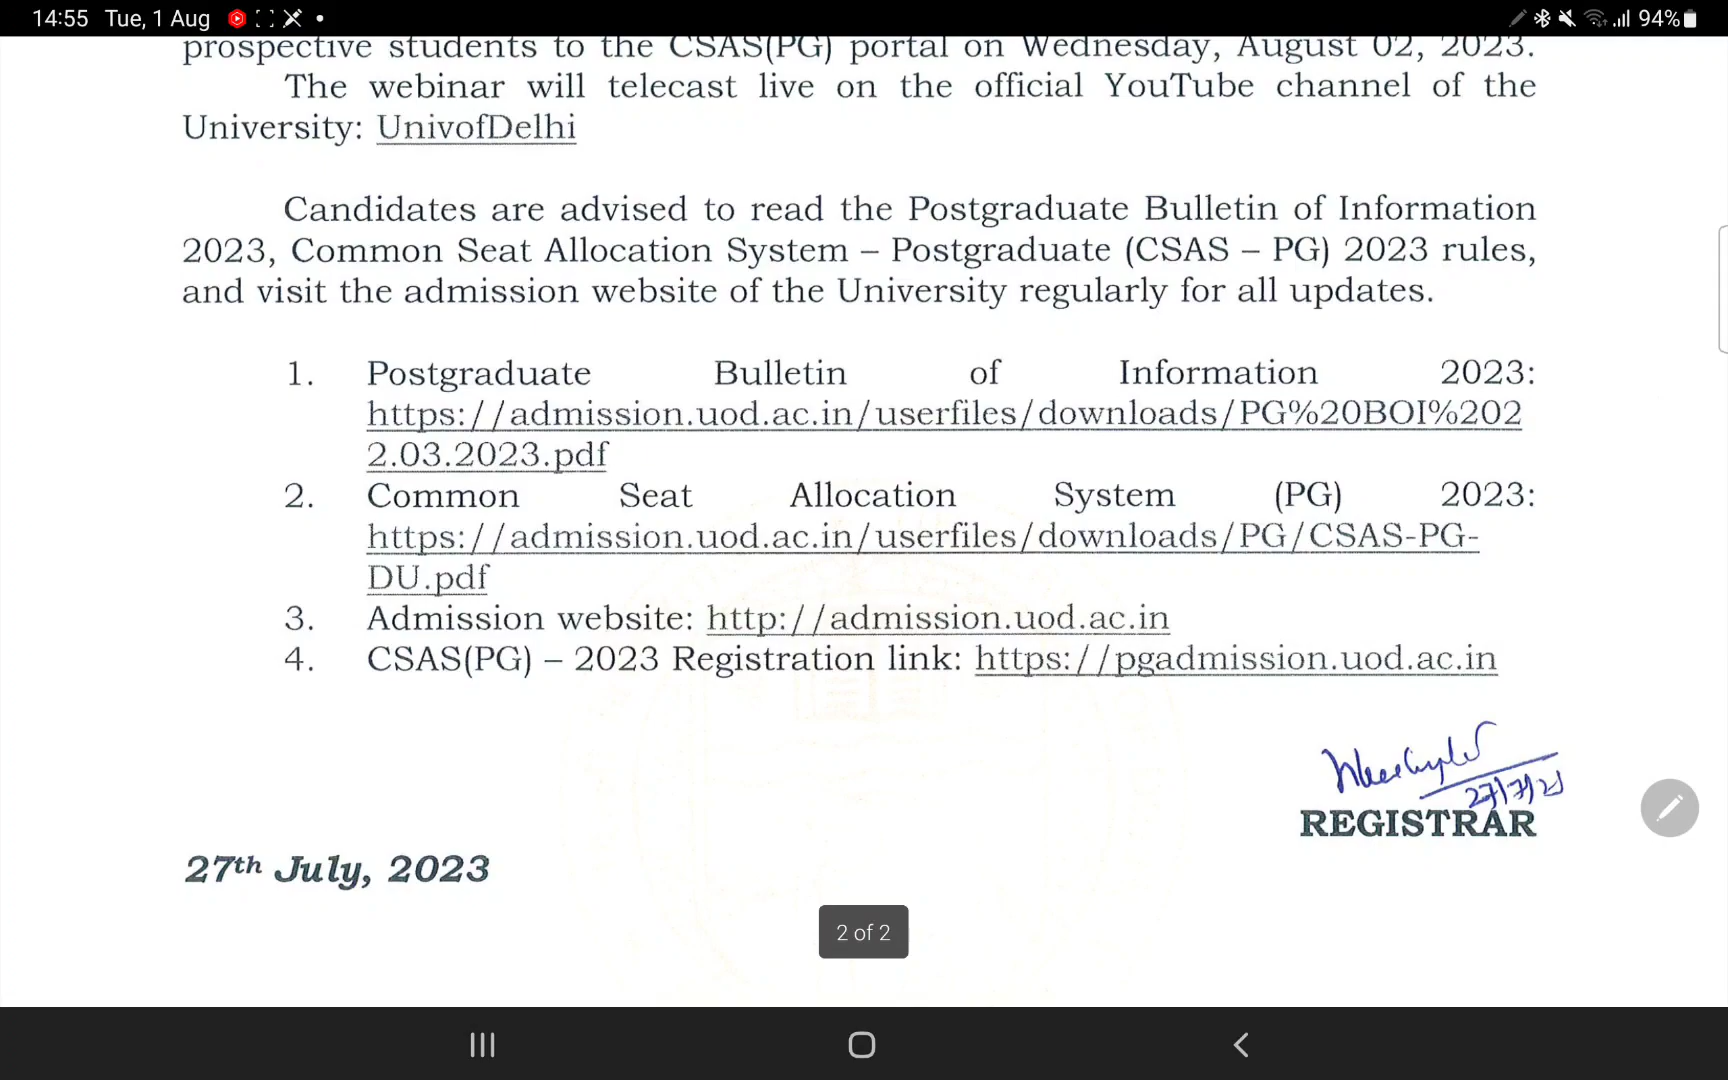 14:55 Tue, 1 Aug 94%
prospective students to the CSAS(PG) portal on Wednesday, August 02, 2023.
The webinar will telecast live on the official YouTube channel of the
University: UnivofDelhi
Candidates are advised to read the Postgraduate Bulletin of Information
2023, Common Seat Allocation System – Postgraduate (CSAS – PG) 2023 rules,
and visit the admission website of the University regularly for all updates.
1. Postgraduate Bulletin of Information 2023:
https://admission.uod.ac.in/userfiles/downloads/PG%20BOI%202
2.03.2023.pdf
2. Common Seat Allocation System (PG) 2023:
https://admission.uod.ac.in/userfiles/downloads/PG/CSAS-PG-
DU.pdf
3. Admission website: http://admission.uod.ac.in
4. CSAS(PG) – 2023 Registration link: https://pgadmission.uod.ac.in
REGISTRAR
27th July, 2023
2 of 2